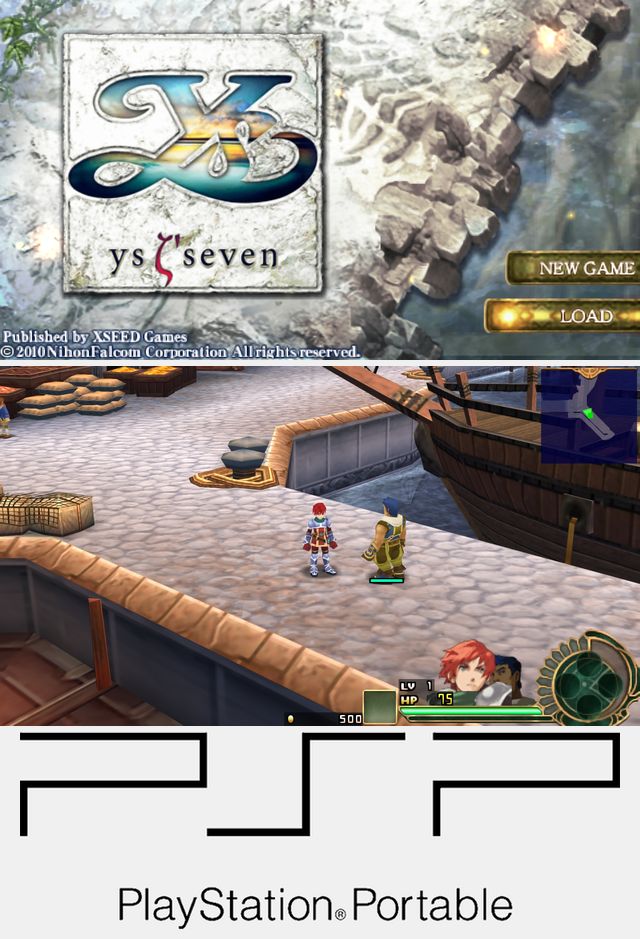 Ys
ys ζ' seven
NEW GAME
LOAD
Published by XSEED Games
©2010NihonFalcom Corporation All rights reserved.
LV 1
HP 75
500
PSP
PlayStation®Portable